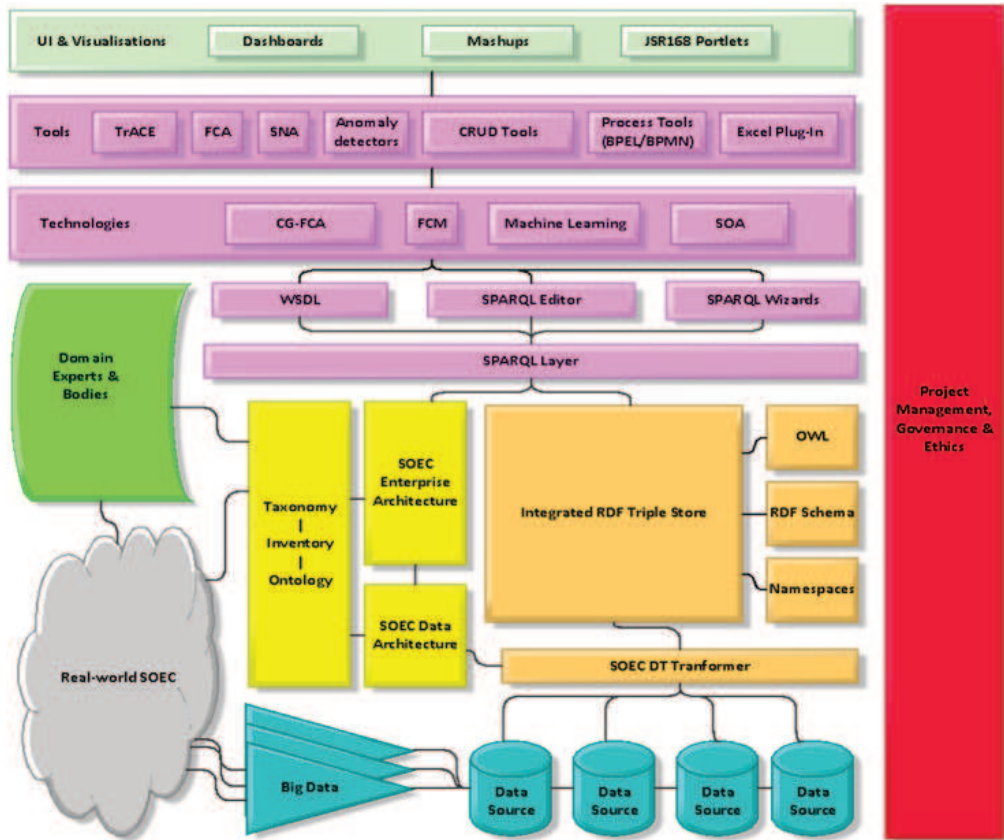 UI & Visualisations
Dashboards
Mashups
JSR168 Portlets
Tools
TrACE
FCA
SNA
Anomaly
detectors
CRUD Tools
Process Tools
(BPEL/BPMN)
Excel Plug-In
Technologies
CG-FCA
FCM
Machine Learning
SOA
WSDL
SPARQL Editor
SPARQL Wizards
SPARQL Layer
Domain
Experts &
Bodies
Taxonomy
|
Inventory
|
Ontology
SOEC
Enterprise
Architecture
SOEC Data
Architecture
Integrated RDF Triple Store
OWL
RDF Schema
Namespaces
SOEC DT Tranformer
Real-world SOEC
Big Data
Data
Source
Data
Source
Data
Source
Data
Source
Project
Management,
Governance &
Ethics